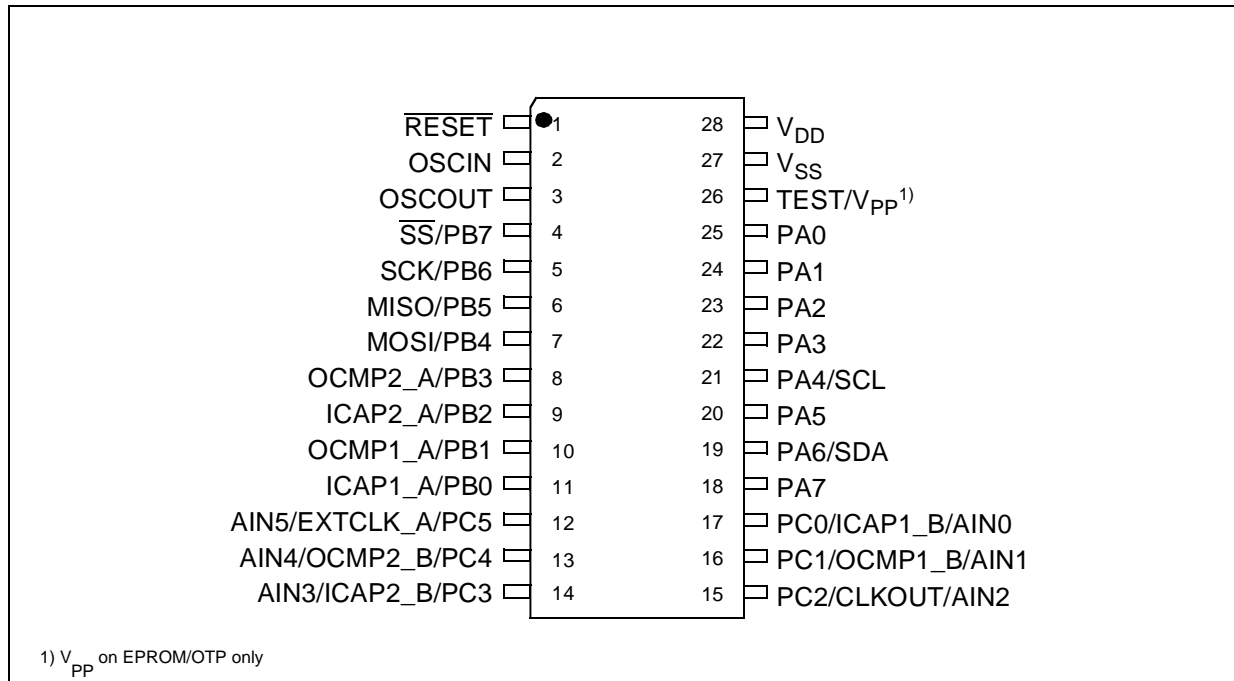 RESET 1 28 VDD
OSCIN 2 27 VSS
OSCOUT 3 26 TEST/VPP1)
SS/PB7 4 25 PA0
SCK/PB6 5 24 PA1
MISO/PB5 6 23 PA2
MOSI/PB4 7 22 PA3
OCMP2_A/PB3 8 21 PA4/SCL
ICAP2_A/PB2 9 20 PA5
OCMP1_A/PB1 10 19 PA6/SDA
ICAP1_A/PB0 11 18 PA7
AIN5/EXTCLK_A/PC5 12 17 PC0/ICAP1_B/AIN0
AIN4/OCMP2_B/PC4 13 16 PC1/OCMP1_B/AIN1
AIN3/ICAP2_B/PC3 14 15 PC2/CLKOUT/AIN2
1) VPP on EPROM/OTP only